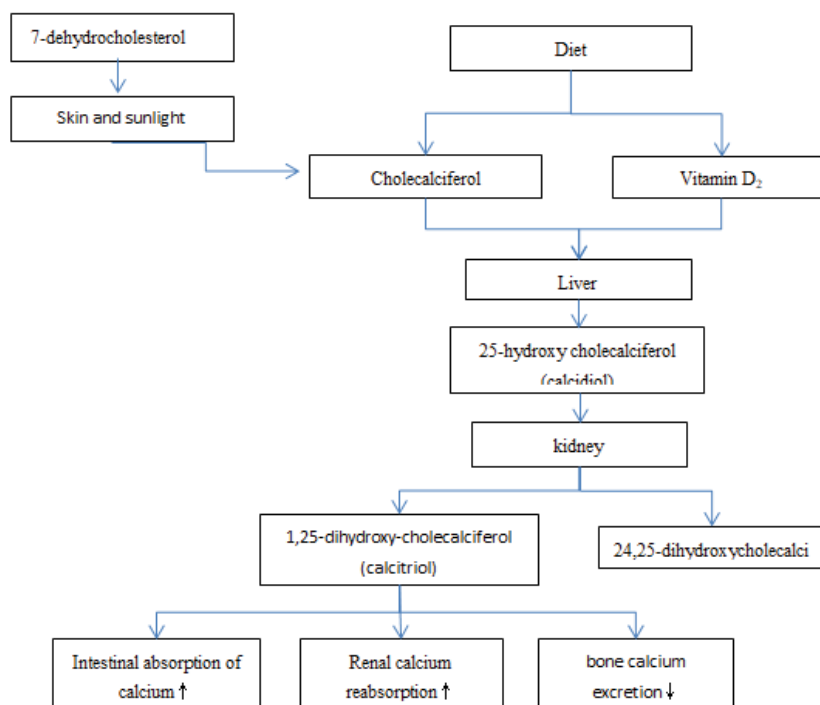 7-dehydrocholesterol
Diet
Skin and sunlight
Cholecalciferol
Vitamin D₂
Liver
25-hydroxy cholecalciferol
(calcidiol)
kidney
1,25-dihydroxy-cholecalciferol
(calcitriol)
24,25-dihydroxycholecalci
Intestinal absorption of
calcium ↑
Renal calcium
reabsorption ↑
bone calcium
excretion ↓